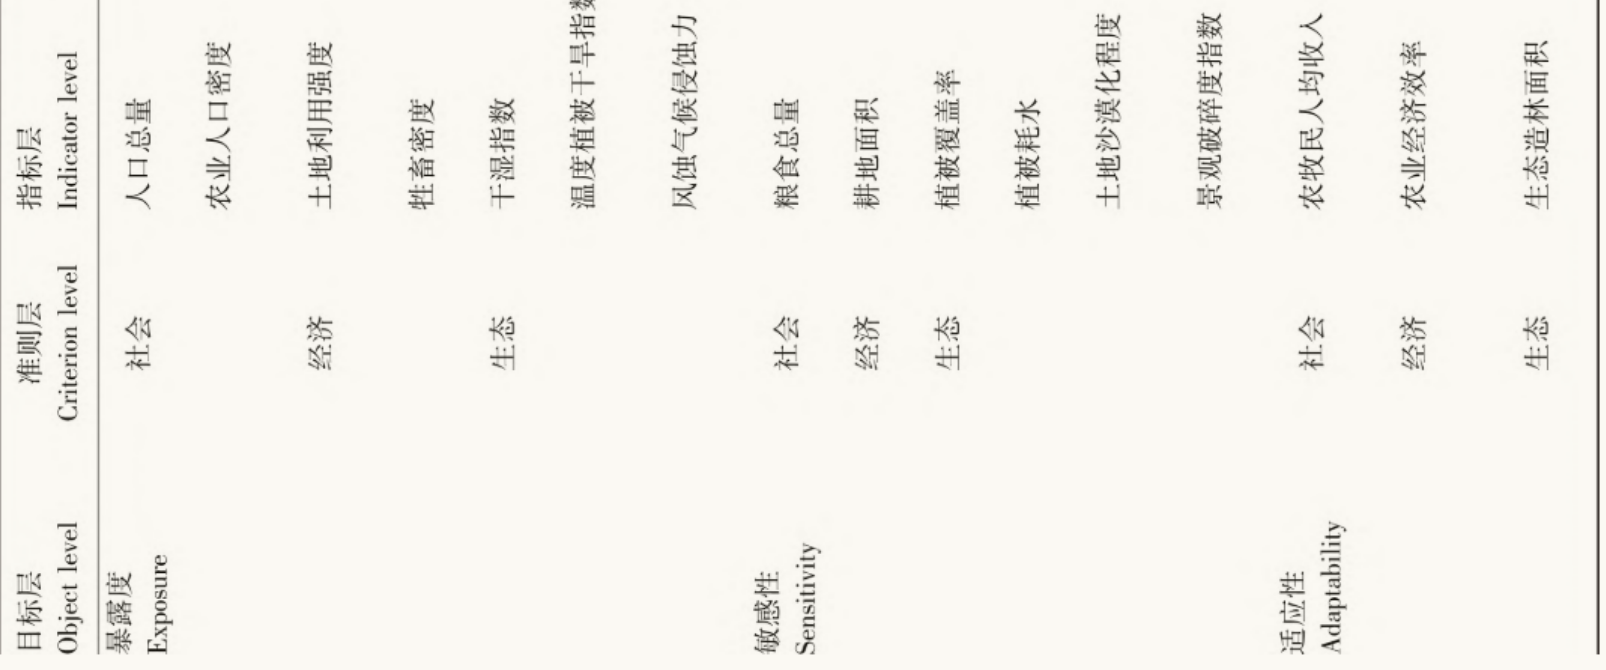 目标层
Object level
准则层
Criterion level
指标层
Indicator level
暴露度
Exposure
社会
人口总量
农业人口密度
经济
土地利用强度
牲畜密度
生态
干湿指数
温度植被干旱指数
风蚀气候侵蚀力
敏感性
Sensitivity
社会
粮食总量
经济
耕地面积
生态
植被覆盖率
植被耗水
土地沙漠化程度
景观破碎度指数
适应性
Adaptability
社会
农牧民人均收入
经济
农业经济效率
生态
生态造林面积